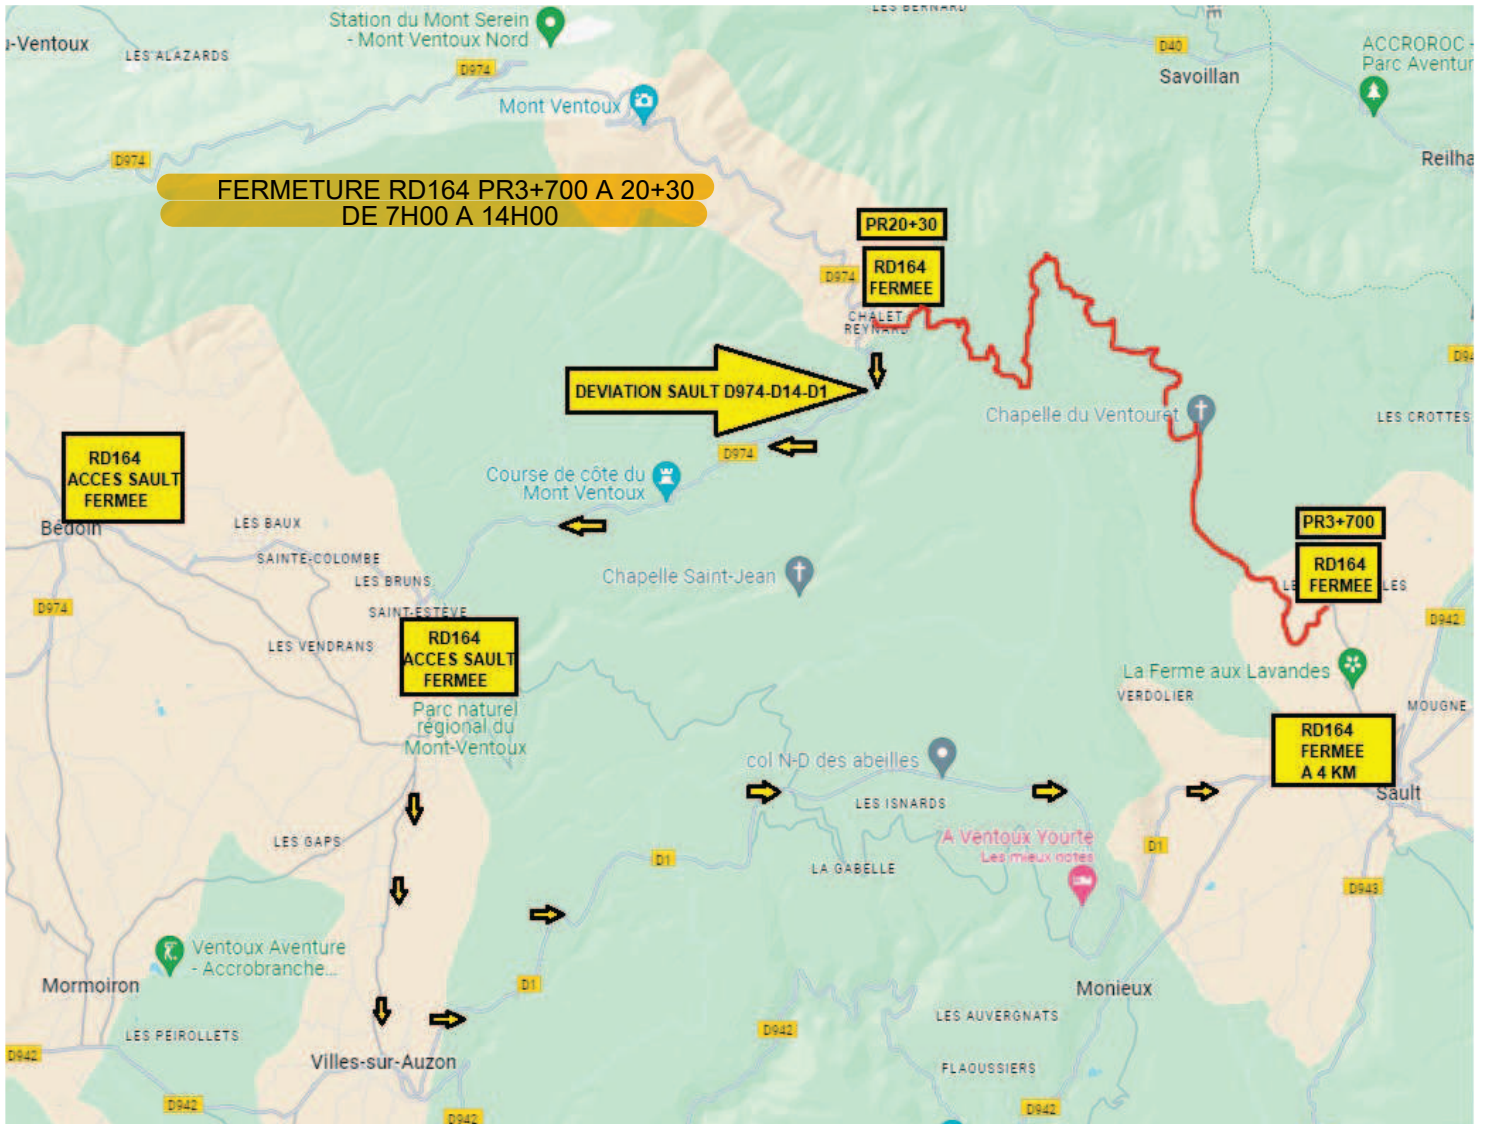 LES BERNARD
Station du Mont Serein
- Mont Ventoux Nord
LES ALAZARDS
D974
D40
Savoillan
ACCROROC -
Parc Aventur
Mont Ventoux
D974
Reilha
FERMETURE RD164 PR3+700 A 20+30
DE 7H00 A 14H00
PR20+30
D974
RD164
FERMEE
CHALET
REYNARD
DEVIATION SAULT D974-D14-D1
Chapelle du Ventouret
LES CROTTES
D974
RD164
ACCES SAULT
FERMEE
Bédoin
Course de côte du
Mont Ventoux
LES BAUX
SAINTE-COLOMBE
LES BRUNS
SAINT-ESTÈVE
Chapelle Saint-Jean
PR3+700
RD164
FERMEE
D974
D942
LES VENDRANS
RD164
ACCES SAULT
FERMEE
Parc naturel
régional du
Mont-Ventoux
La Ferme aux Lavandes
VERDOLIER
MOUGNE
RD164
FERMEE
A 4 KM
Sault
col N-D des abeilles
LES ISNARDS
LES GAPS
A Ventoux Yourte
Les mieux notés
D1
D1
LA GABELLE
D943
Ventoux Aventure
- Accrobranche...
Mormoiron
D1
Monieux
LES PEIROLLETS
D942
LES AUVERGNATS
D942
Villes-sur-Auzon
FLAOUSSIERS
D942
D942
D942